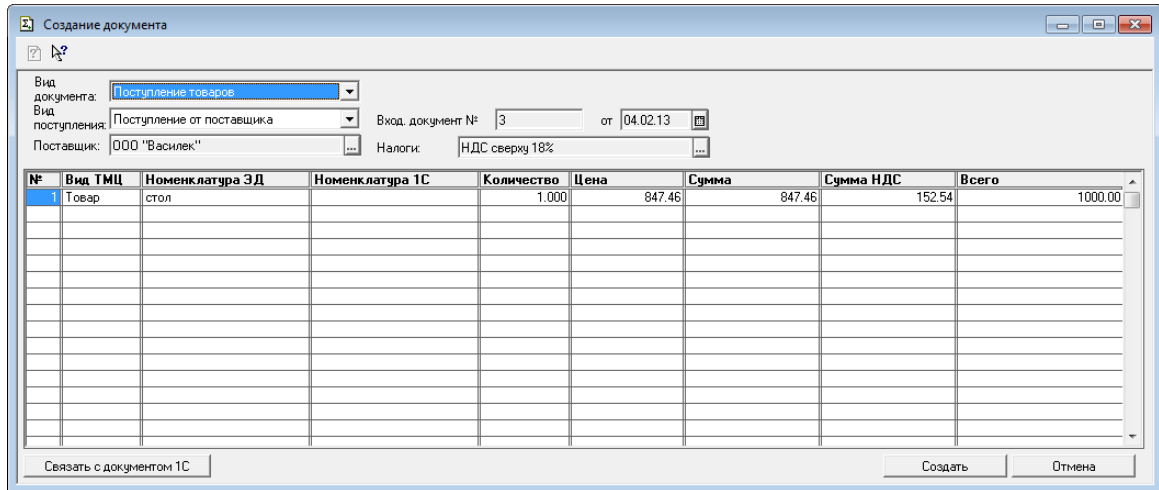 Создание документа
Вид документа: Поступление товаров
Вид поступления: Поступление от поставщика Вход. документ № 3 от 04.02.13
Поставщик: ООО "Василек" ... Налоги: НДС сверху 18% ...
№ Вид ТМЦ Номенклатура ЭД Номенклатура 1С Количество Цена Сумма Сумма НДС Всего
1 Товар стол 1.000 847.46 847.46 152.54 1000.00
Связать с документом 1С Создать Отмена